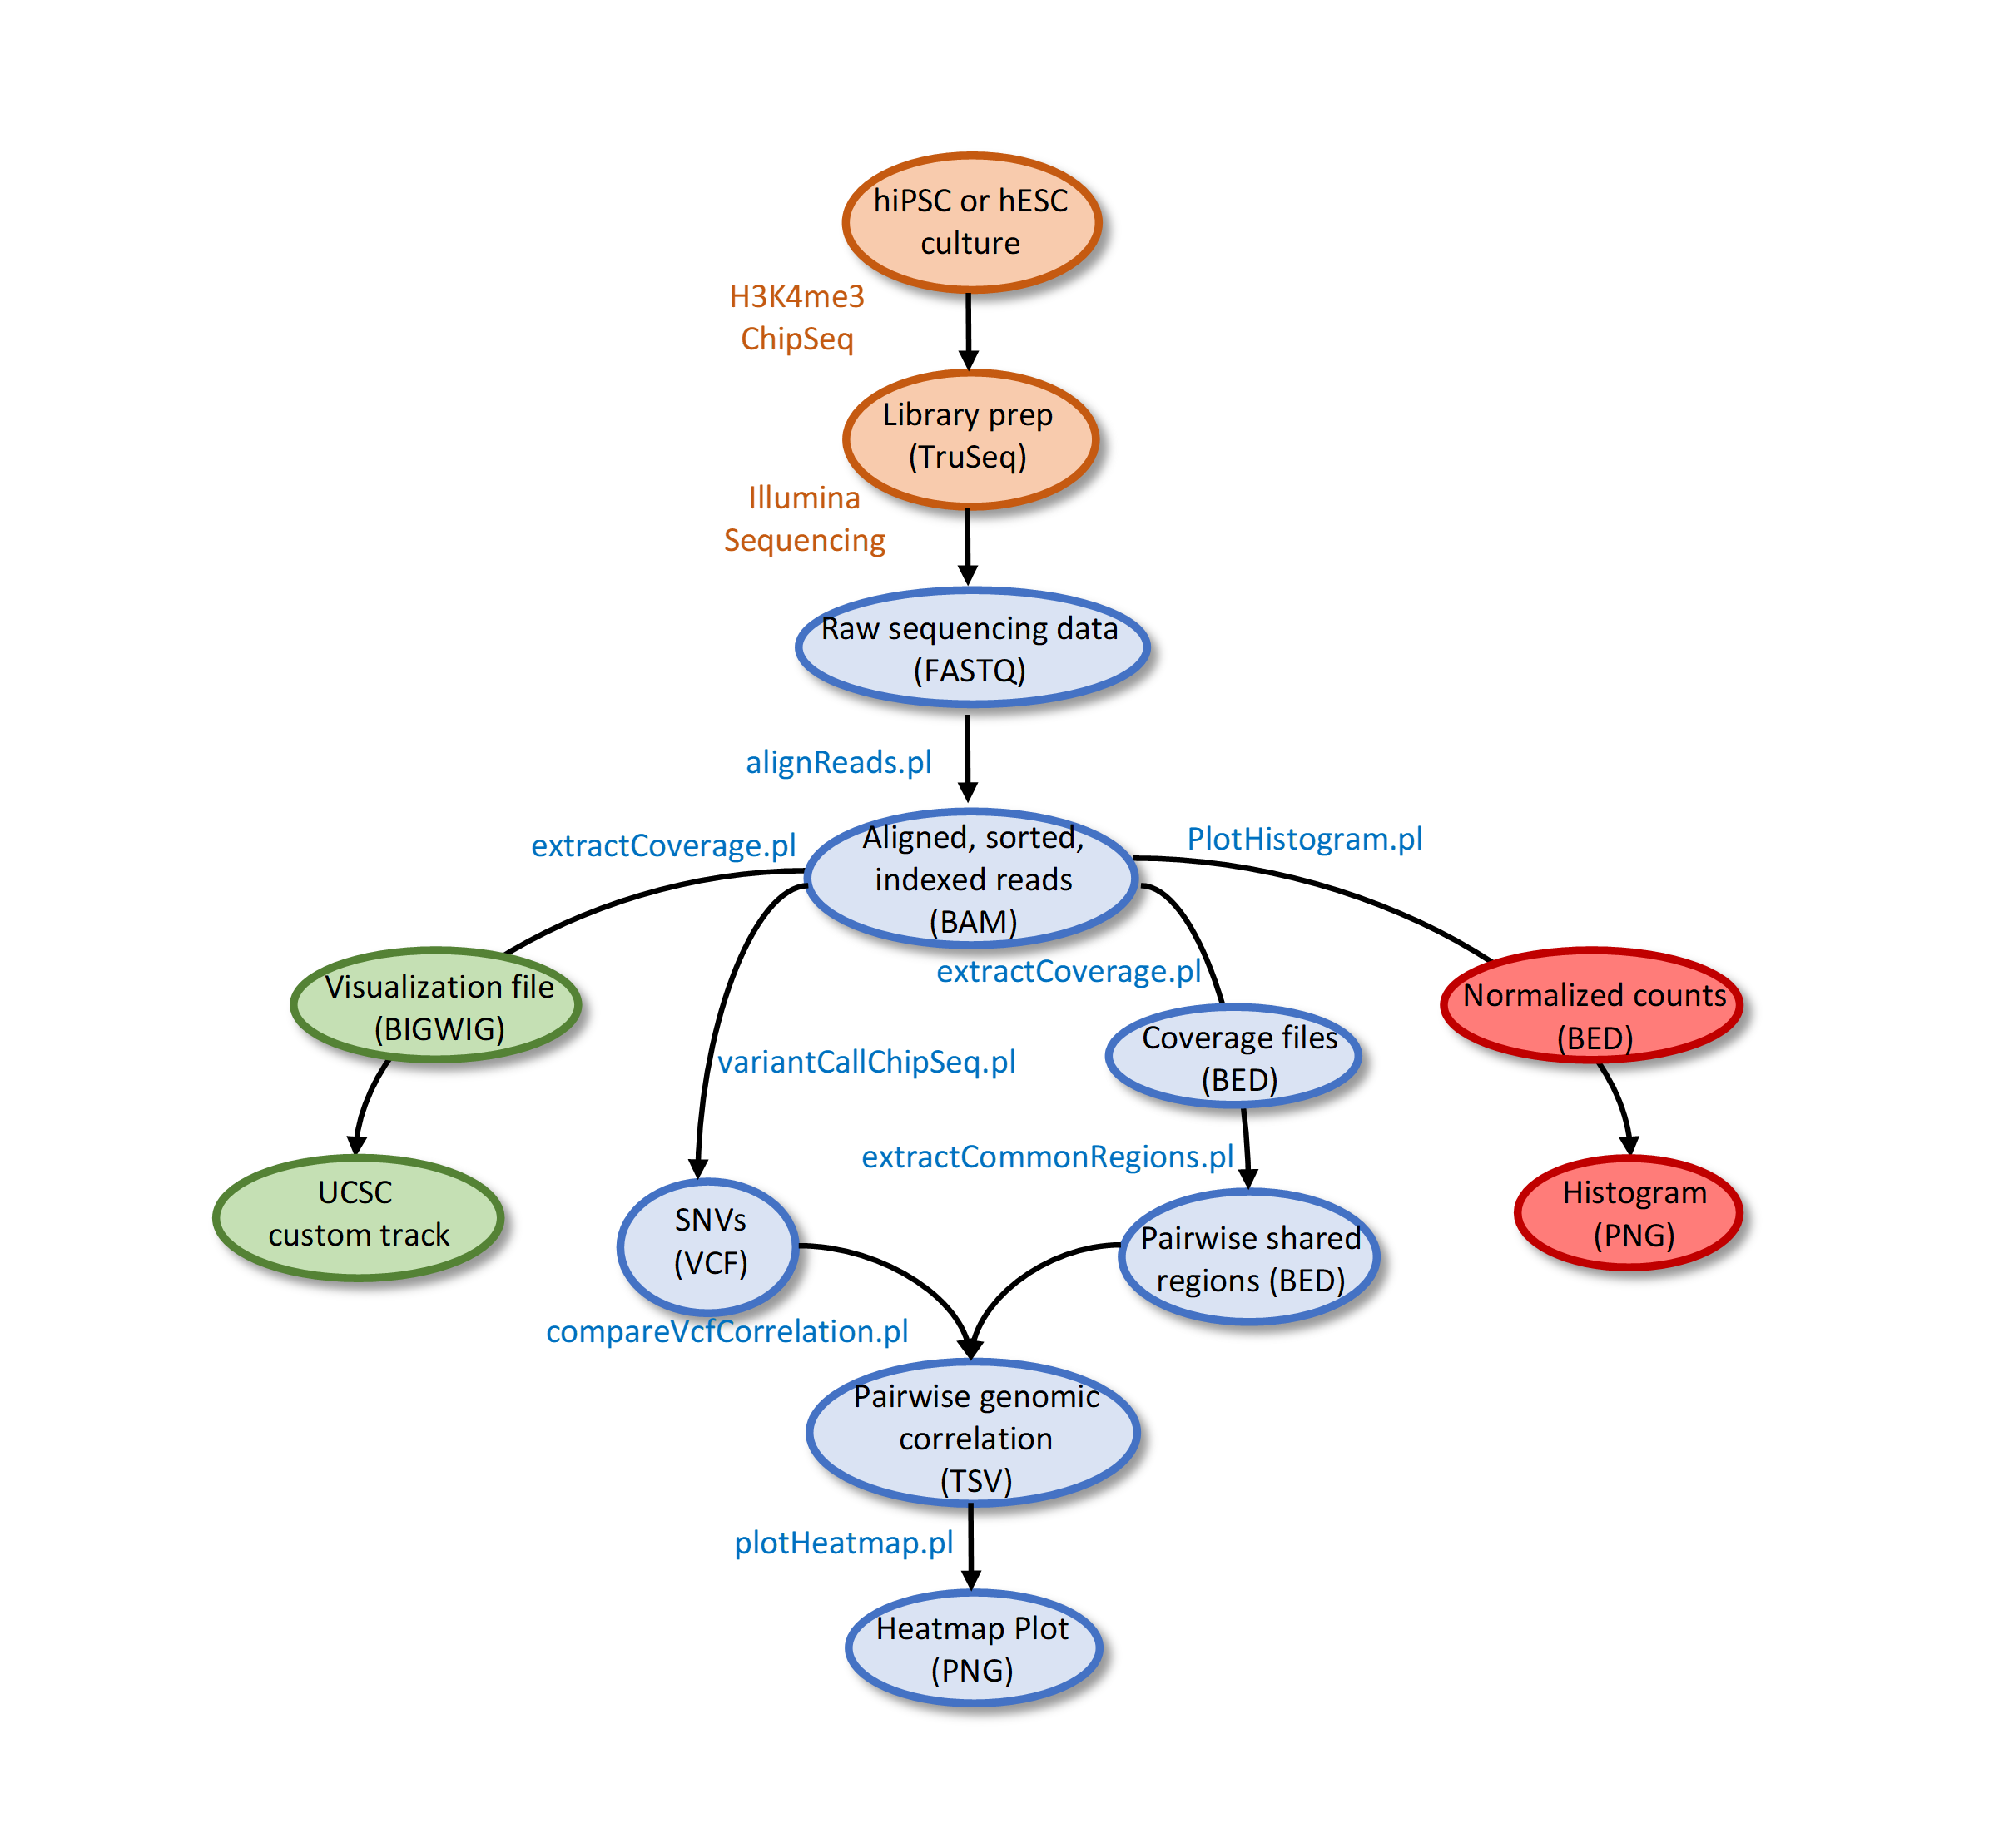 hiPSC or hESC
culture
H3K4me3
ChipSeq
Library prep
(TruSeq)
Illumina
Sequencing
Raw sequencing data
(FASTQ)
alignReads.pl
extractCoverage.pl
Aligned, sorted,
indexed reads
(BAM)
PlotHistogram.pl
extractCoverage.pl
Visualization file
(BIGWIG)
Normalized counts
(BED)
variantCallChipSeq.pl
Coverage files
(BED)
extractCommonRegions.pl
UCSC
custom track
SNVs
(VCF)
Pairwise shared
regions (BED)
Histogram
(PNG)
compareVcfCorrelation.pl
Pairwise genomic
correlation
(TSV)
plotHeatmap.pl
Heatmap Plot
(PNG)